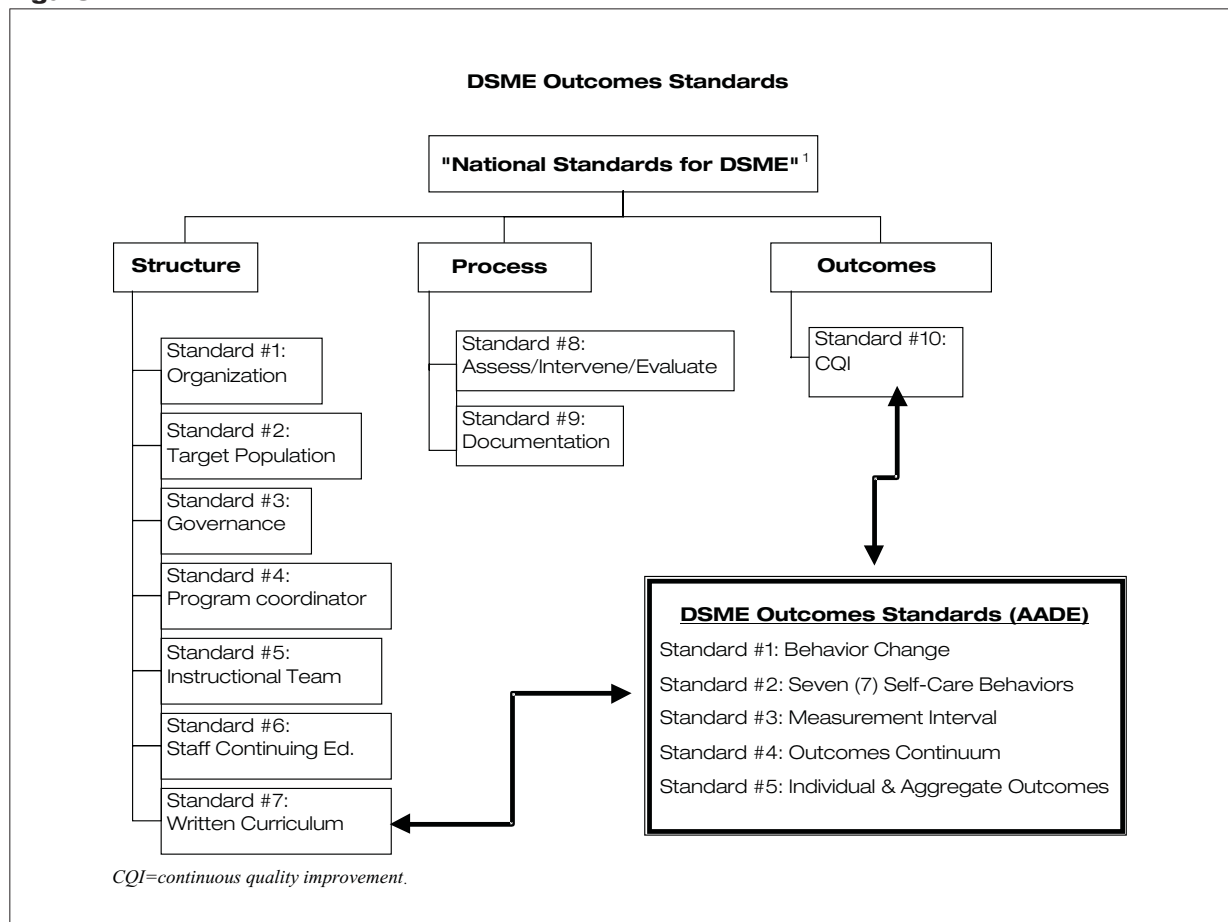 DSME Outcomes Standards
"National Standards for DSME" 1
Structure
Process
Outcomes
Standard #1:
Organization
Standard #2:
Target Population
Standard #3:
Governance
Standard #4:
Program coordinator
Standard #5:
Instructional Team
Standard #6:
Staff Continuing Ed.
Standard #7:
Written Curriculum
Standard #8:
Assess/Intervene/Evaluate
Standard #9:
Documentation
Standard #10:
CQI
DSME Outcomes Standards (AADE)
Standard #1: Behavior Change
Standard #2: Seven (7) Self-Care Behaviors
Standard #3: Measurement Interval
Standard #4: Outcomes Continuum
Standard #5: Individual & Aggregate Outcomes
CQI=continuous quality improvement.